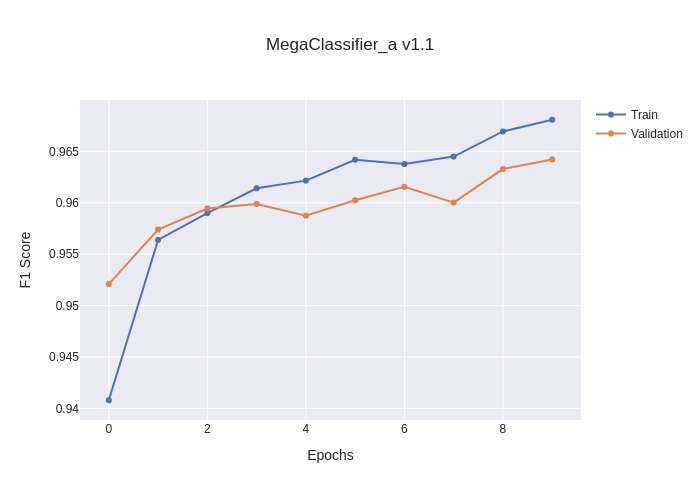 MegaClassifier_a v1.1
Train
Validation
F1 Score
0.965
0.96
0.955
0.95
0.945
0.94
0 2 4 6 8
Epochs